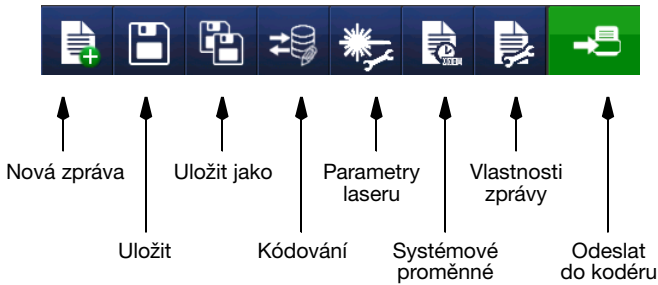 Nová zpráva
Uložit jako
Parametry
laseru
Vlastnosti
zprávy
Uložit
Kódování
Systémové
proměnné
Odeslat
do kodéru